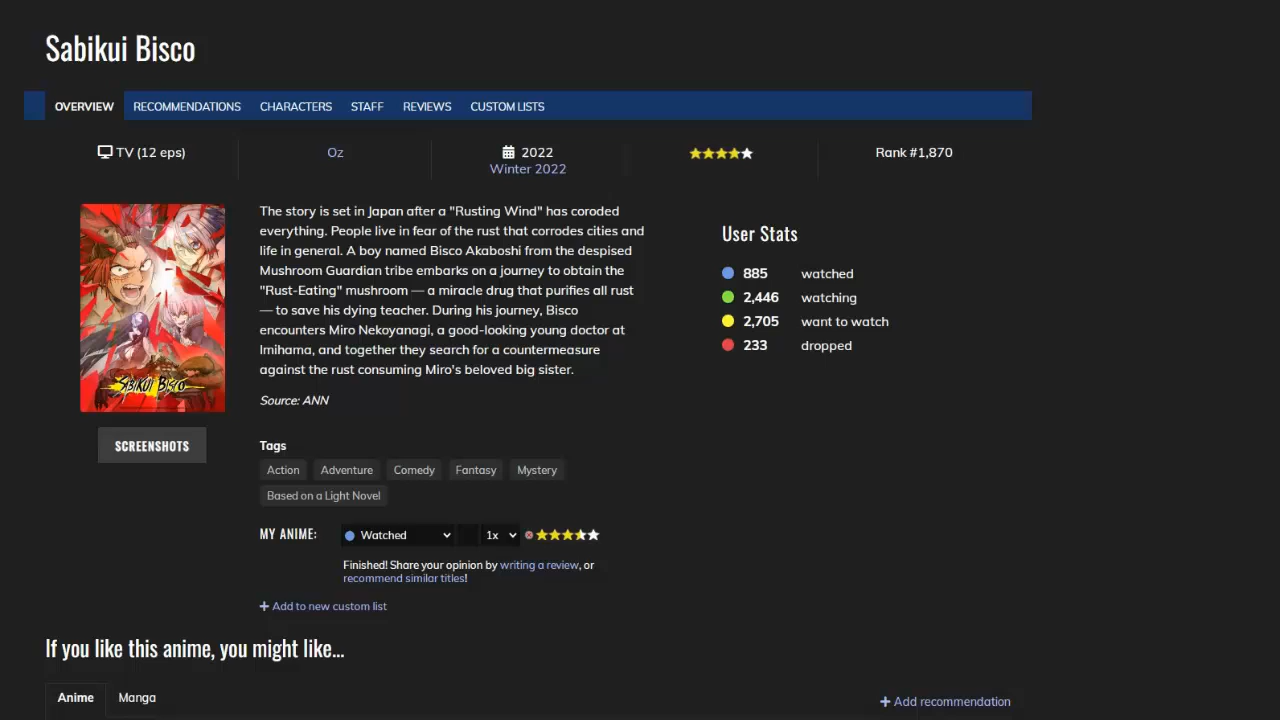 Sabikui Bisco
OVERVIEW RECOMMENDATIONS CHARACTERS STAFF REVIEWS CUSTOM LISTS
TV (12 eps) Oz 2022 Rank #1,870
Winter 2022
The story is set in Japan after a "Rusting Wind" has coroded
everything. People live in fear of the rust that corrodes cities and
life in general. A boy named Bisco Akaboshi from the despised
Mushroom Guardian tribe embarks on a journey to obtain the
"Rust-Eating" mushroom — a miracle drug that purifies all rust
— to save his dying teacher. During his journey, Bisco
encounters Miro Nekoyanagi, a good-looking young doctor at
Imihama, and together they search for a countermeasure
against the rust consuming Miro's beloved big sister.
Source: ANN
SABIKUI BISCO
SCREENSHOTS
User Stats
885 watched
2,446 watching
2,705 want to watch
233 dropped
Tags
Action Adventure Comedy Fantasy Mystery
Based on a Light Novel
MY ANIME: Watched 1x
Finished! Share your opinion by writing a review, or
recommend similar titles!
+ Add to new custom list
If you like this anime, you might like...
Anime Manga + Add recommendation